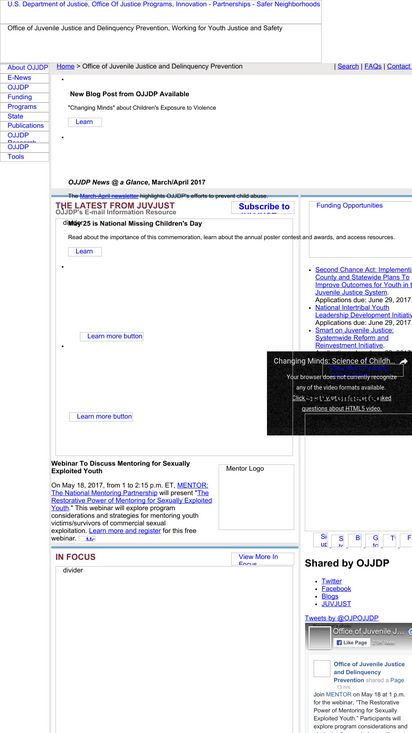 U.S. Department of Justice, Office Of Justice Programs, Innovation - Partnerships - Safer Neighborhoods
Office of Juvenile Justice and Delinquency Prevention, Working for Youth Justice and Safety
About OJJDP
E-News
OJJDP
Funding
Programs
State
Publications
OJJDP
Research
OJJDP
Tools
Home > Office of Juvenile Justice and Delinquency Prevention
| Search | FAQs | Contact
New Blog Post from OJJDP Available
"Changing Minds" about Children's Exposure to Violence
Learn
OJJDP News @ a Glance, March/April 2017
The March/April newsletter highlights OJJDP's efforts to prevent child abuse.
THE LATEST FROM JUVJUST
OJJDP's E-mail Information Resource
Subscribe to
JUVJUST
divider
May 25 is National Missing Children's Day
Read about the importance of this commemoration, learn about the annual poster contest and awards, and access resources.
Learn
Learn more button
Learn more button
Webinar To Discuss Mentoring for Sexually
Exploited Youth
On May 18, 2017, from 1 to 2:15 p.m. ET, MENTOR:
The National Mentoring Partnership will present "The
Restorative Power of Mentoring for Sexually Exploited
Youth." This webinar will explore program
considerations and strategies for mentoring youth
victims/survivors of commercial sexual
exploitation. Learn more and register for this free
webinar.
Mentor Logo
IN FOCUS
View More In
Focus
divider
Funding Opportunities
Second Chance Act: Implementi
County and Statewide Plans To
Improve Outcomes for Youth in t
Juvenile Justice System.
Applications due: June 29, 2017
National Intertribal Youth
Leadership Development Initiativ
Applications due: June 29, 2017
Smart on Juvenile Justice:
Systemwide Reform and
Reinvestment Initiative.
Changing Minds: Science of Childh...
Your browser does not currently recognize
any of the video formats available.
Click here to visit our frequently asked
questions about HTML5 video.
Shared by OJJDP
Twitter
Facebook
Blogs
JUVJUST
Tweets by @OJPOJJDP
Office of Juvenile J...
Like Page
Office of Juvenile Justice
and Delinquency
Prevention shared a Page
13 hrs
Join MENTOR on May 18 at 1 p.m.
for the webinar, "The Restorative
Power of Mentoring for Sexually
Exploited Youth." Participants will
explore program considerations and